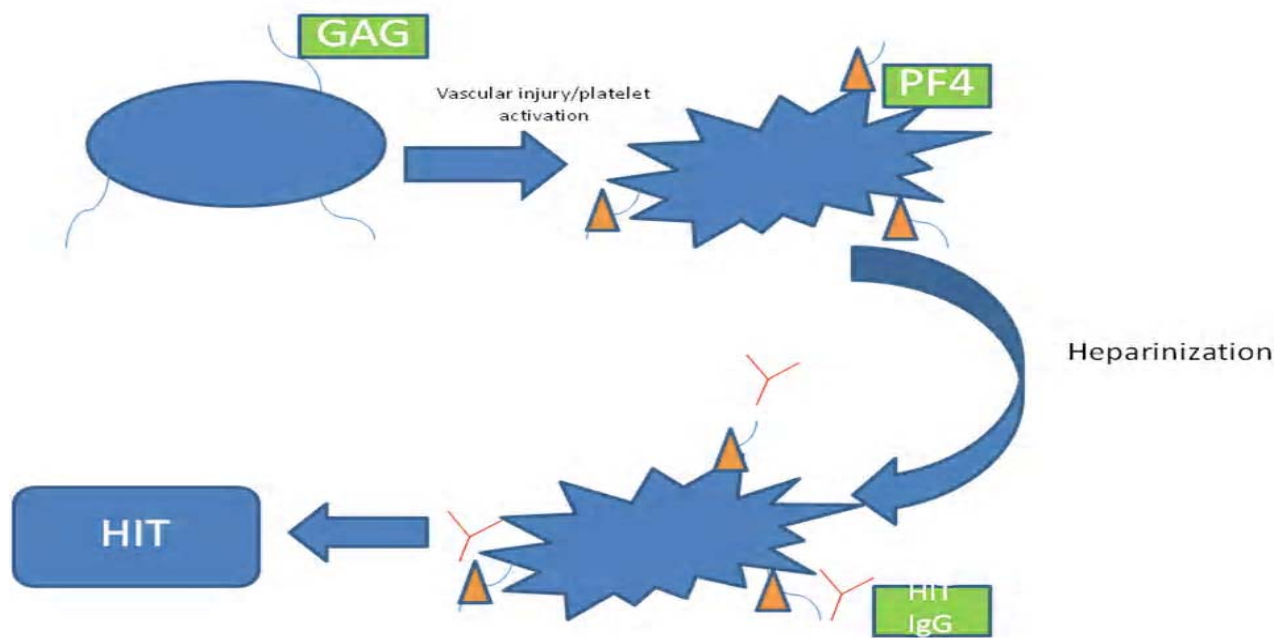 GAG
Vascular injury/platelet
activation
PF4
Heparinization
HIT
HIT
IgG